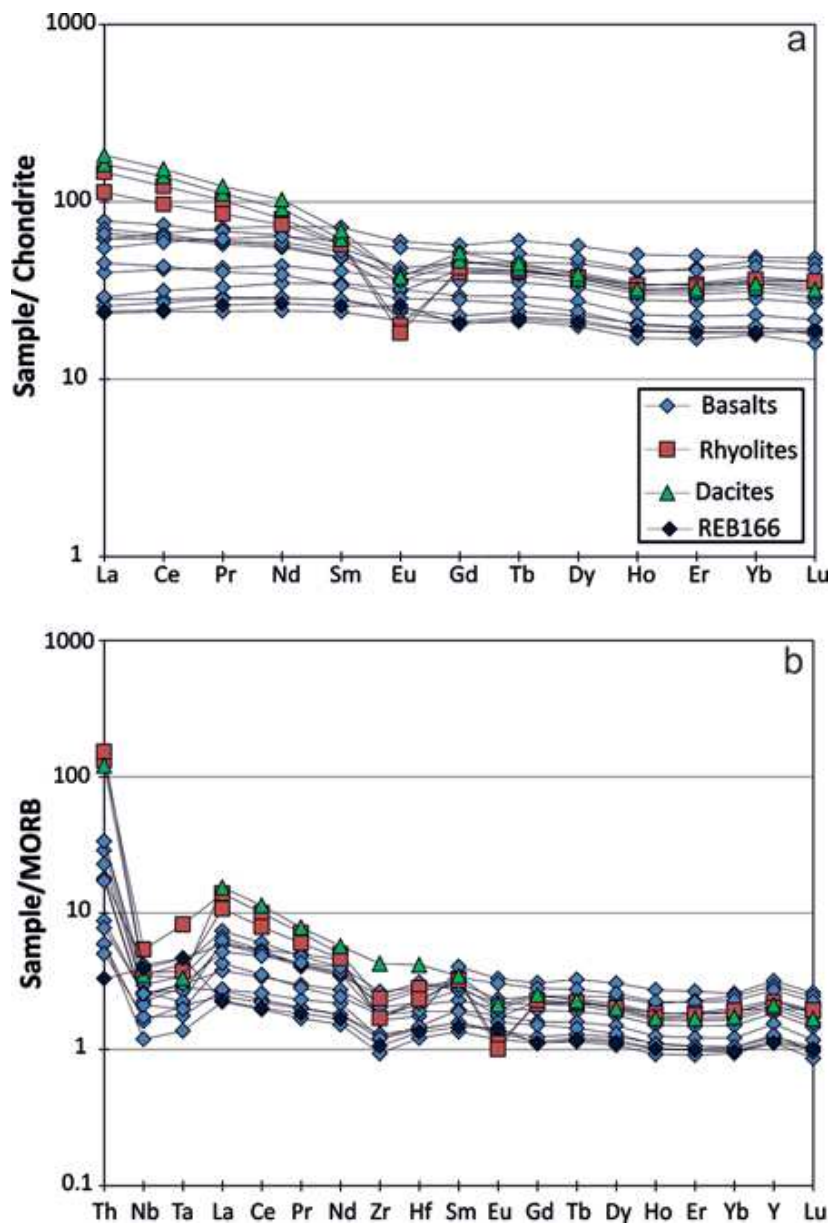 a
1000
100
10
1
Sample/ Chondrite
Basalts
Rhyolites
Dacites
REB166
La Ce Pr Nd Sm Eu Gd Tb Dy Ho Er Yb Lu
b
1000
100
10
1
0.1
Sample/MORB
Th Nb Ta La Ce Pr Nd Zr Hf Sm Eu Gd Tb Dy Ho Er Yb Y Lu